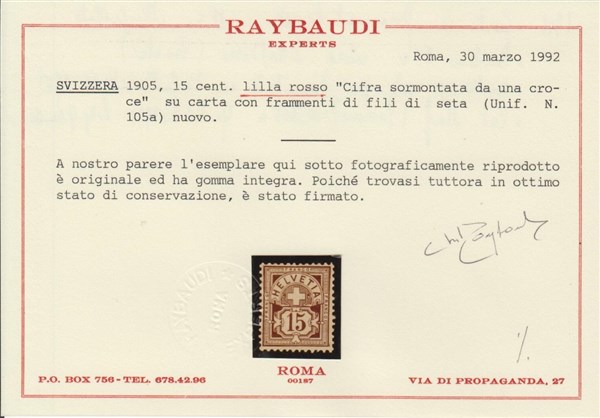 RAYBAUDI
EXPERTS
Roma, 30 marzo 1992
SVIZZERA 1905, 15 cent. lilla rosso "Cifra sormontata da una cro-
ce" su carta con frammenti di fili di seta (Unif. N.
105a) nuovo.
A nostro parere l'esemplare qui sotto fotograficamente riprodotto
è originale ed ha gomma integra. Poiché trovasi tuttora in ottimo
stato di conservazione, è stato firmato.
FRANCO
HELVETIA
15
RAYBAUDI
ROMA
ROMA
00187
P.O. BOX 756-TEL. 678.42.96
VIA DI PROPAGANDA, 27